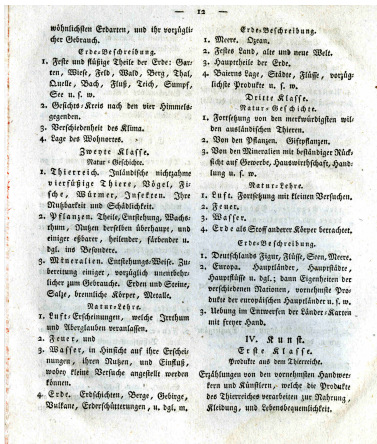 — 12 —
wöhnlichsten Erdarten, und ihr vorzüglicher
Gebrauch.
Erde-Beschreibung.
1. Feste und flüßige Theile der Erde: Garten,
Wiese, Feld, Wald, Berg, Thal,
Quelle, Bach, Fluß, Teich, Sumpf,
See u. s. w.
2. Gesichts-Kreis nach den vier Himmelsgegenden.
3. Verschiedenheit des Klima.
4. Lage des Wohnortes.
Zweyte Klasse.
Natur-Geschichte.
1. Thierreich. Inländische nichtzahme
vierfüßige Thiere, Vögel, Fische,
Würmer, Insekten. Ihre
Nutzbarkeit und Schädlichkeit.
2. Pflanzen. Theile, Entstehung, Wachsthum,
Nutzen derselben überhaupt, und
einiger eßbarer, heilender, färbender u.
dgl. ins Besondere.
3. Mineralien. Entstehungs-Weise. Zubereitung
einiger, vorzüglich unentbehrlicher
zum Gebrauche. Erden und Steine,
Salze, brennliche Körper, Metalle.
Natur-Lehre.
1. Luft-Erscheinungen, welche Irrthum
und Aberglauben veranlassen.
2. Feuer, und
3. Wasser, in Hinsicht auf ihre Erscheinungen,
ihren Nutzen, und Einfluß,
wobey kleine Versuche angestellt werden
können.
4. Erde. Erdschichten, Berge, Gebirge,
Vulkane, Erderschütterungen, u. dgl. m.
Erde-Beschreibung.
1. Meere. Ozean.
2. Festes Land, alte und neue Welt.
3. Haupttheile der Erde.
4. Baierns Lage, Städte, Flüsse, vorzüglichste
Produkte u. s. w.
Dritte Klasse.
Natur-Geschichte.
1. Fortsetzung von den merkwürdigsten wilden
ausländischen Thieren.
2. Von den Pflanzen. Giftpflanzen.
3. Von den Mineralien mit beständiger Rücksicht
auf Gewerbe, Hauswirthschaft, Handlung
u. s. w.
Natur-Lehre.
1. Luft. Fortsetzung mit kleinen Versuchen.
2. Feuer.
3. Wasser.
4. Erde als Stoff anderer Körper betrachtet.
Erde-Beschreibung.
1. Deutschlands Figur, Flüsse, Seen, Meere.
2. Europa. Hauptländer, Hauptstädte,
Hauptflüsse u. dgl.; dann Eigenheiten der
verschiedenen Nationen, vornehmste Produkte
der europäischen Hauptländer u. s. w.
3. Uebung im Entwerfen der Länder-Karten
mit freyer Hand.
IV. Kunst.
Erste Klasse.
Produkte aus dem Thierreiche.
Erzählungen von den vornehmsten Handwerkern
und Künstlern, welche die Produkte
des Thierreiches verarbeiten zur Nahrung,
Kleidung, und Lebensbequemlichkeit.